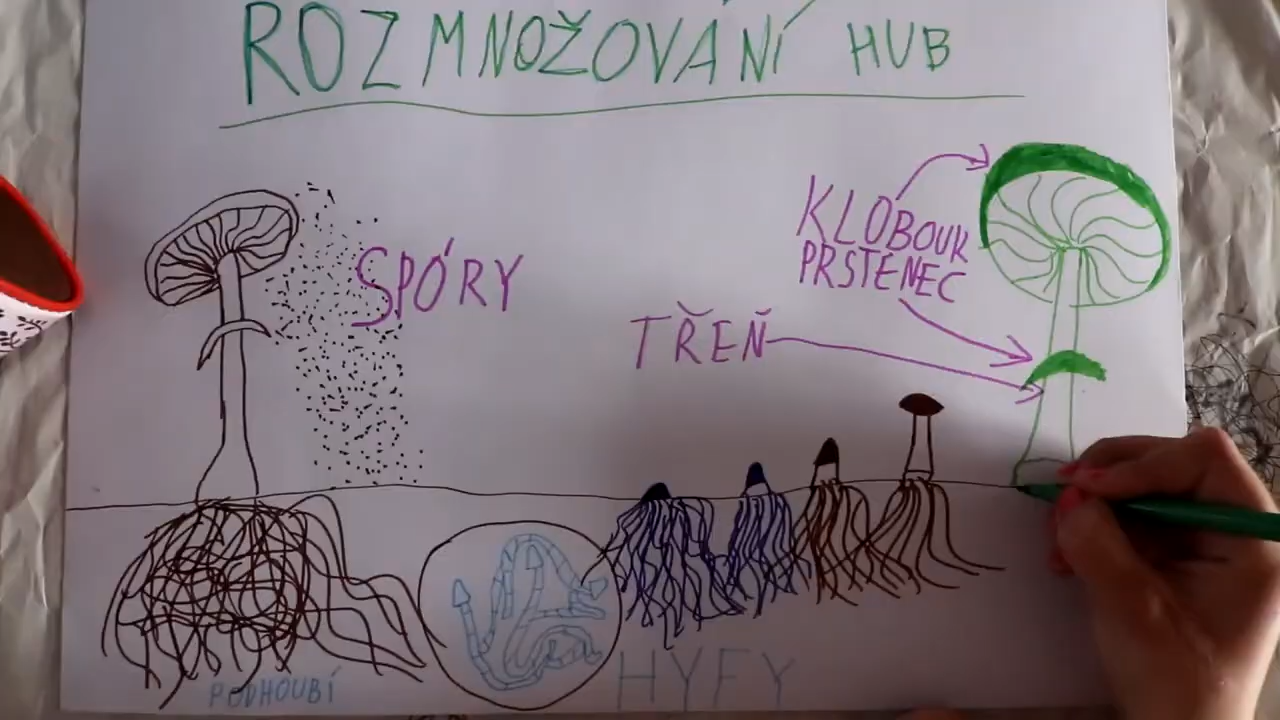 ROZMNOŽOVÁNÍ HUB
KLOBOUK
PRSTENEC
SPÓRY
TŘEŇ
HYFY
PODHOUBÍ